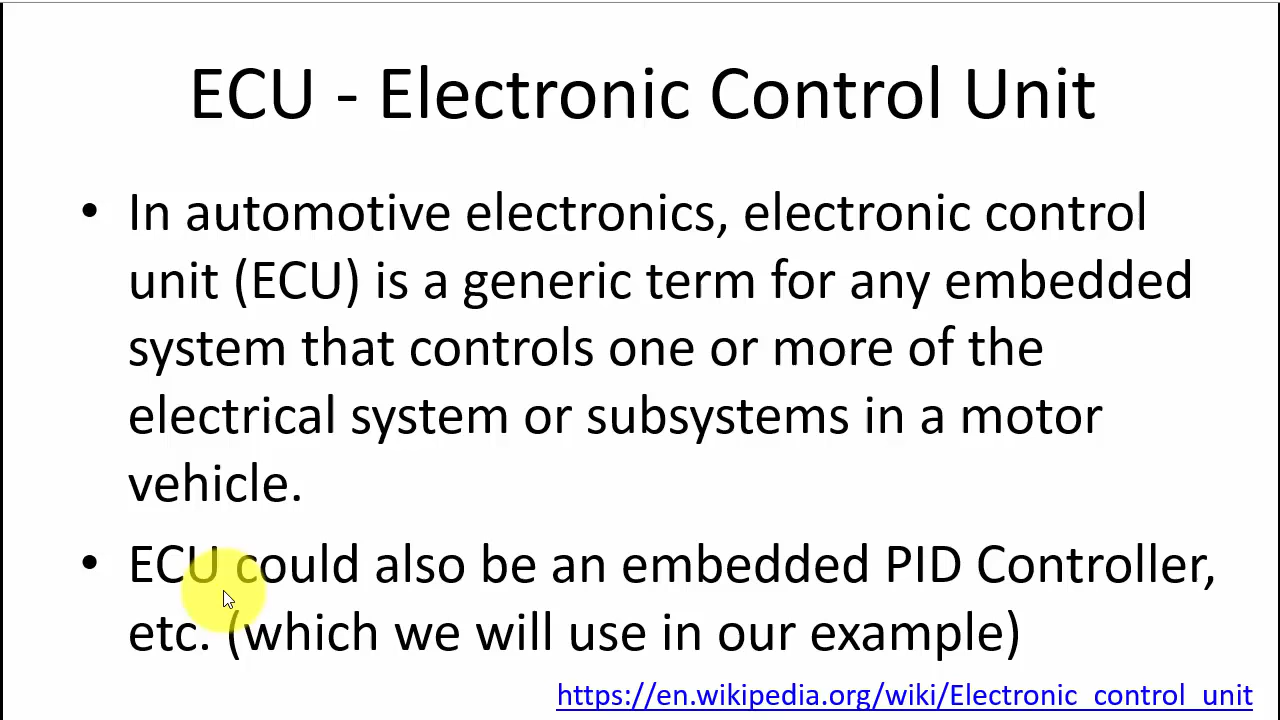 ECU - Electronic Control Unit
• In automotive electronics, electronic control
unit (ECU) is a generic term for any embedded
system that controls one or more of the
electrical system or subsystems in a motor
vehicle.
• ECU could also be an embedded PID Controller,
etc. (which we will use in our example)
https://en.wikipedia.org/wiki/Electronic_control_unit